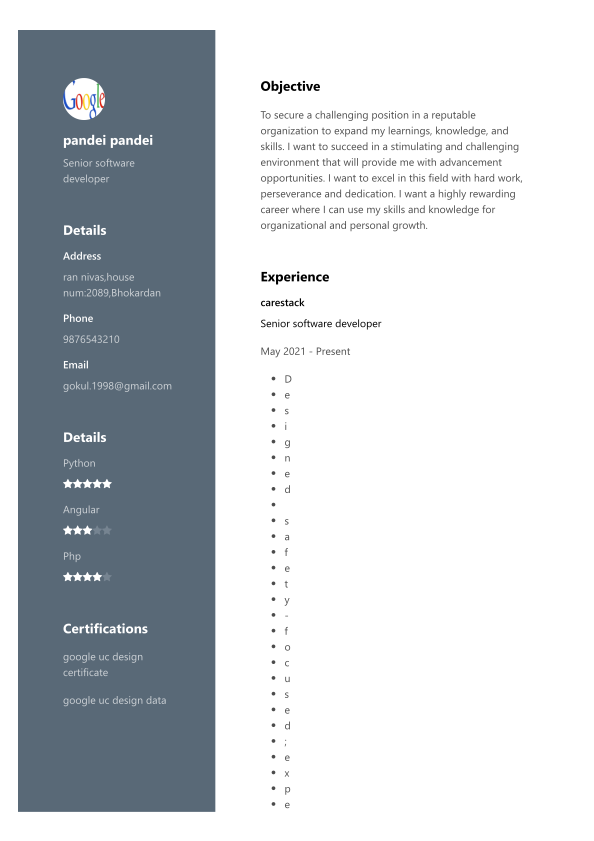 Google
pandei pandei
Senior software
developer
Details
Address
ran nivas,house
num:2089,Bhokardan
Phone
9876543210
Email
gokul.1998@gmail.com
Details
Python
Angular
Php
Certifications
google uc design
certificate
google uc design data
Objective
To secure a challenging position in a reputable
organization to expand my learnings, knowledge, and
skills. I want to succeed in a stimulating and challenging
environment that will provide me with advancement
opportunities. I want to excel in this field with hard work,
perseverance and dedication. I want a highly rewarding
career where I can use my skills and knowledge for
organizational and personal growth.
Experience
carestack
Senior software developer
May 2021 - Present
• D
• e
• s
• i
• g
• n
• e
• d
•
• s
• a
• f
• e
• t
• y
• -
• f
• o
• c
• u
• s
• e
• d
• ;
• e
• x
• p
• e